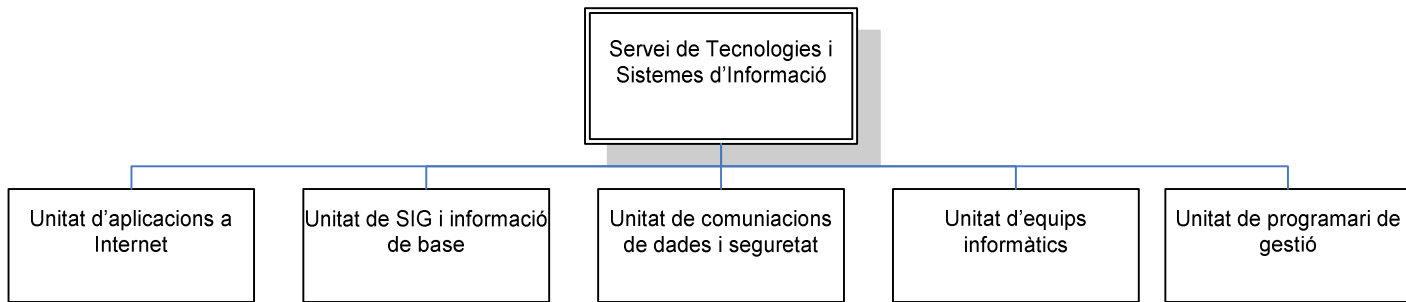 Servei de Tecnologies i
Sistemes d'Informació
Unitat d'aplicacions a
Internet
Unitat de SIG i informació
de base
Unitat de comuniacions
de dades i seguretat
Unitat d'equips
informàtics
Unitat de programari de
gestió